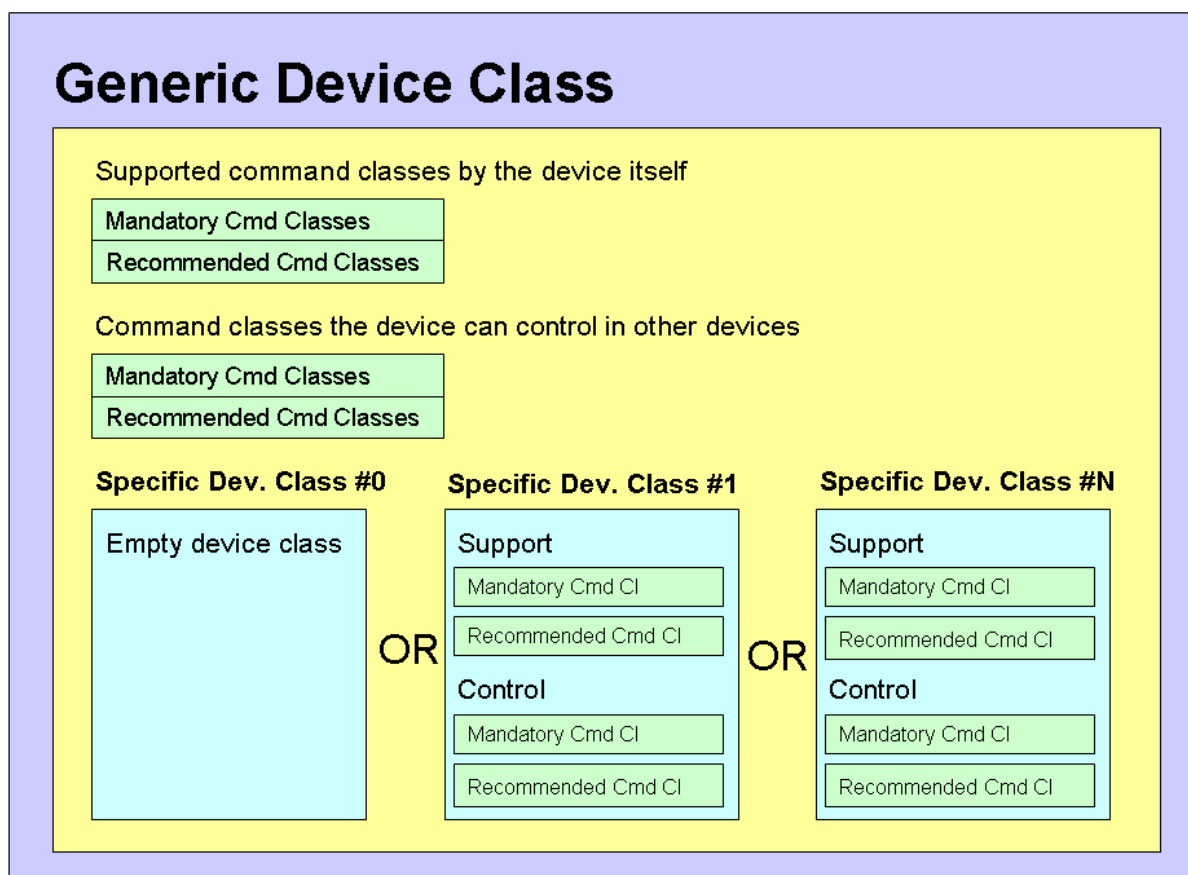 Generic Device Class
Supported command classes by the device itself
Mandatory Cmd Classes
Recommended Cmd Classes
Command classes the device can control in other devices
Mandatory Cmd Classes
Recommended Cmd Classes
Specific Dev. Class #0
Empty device class
OR
Specific Dev. Class #1
Support
Mandatory Cmd Cl
Recommended Cmd Cl
Control
Mandatory Cmd Cl
Recommended Cmd Cl
OR
Specific Dev. Class #N
Support
Mandatory Cmd Cl
Recommended Cmd Cl
Control
Mandatory Cmd Cl
Recommended Cmd Cl